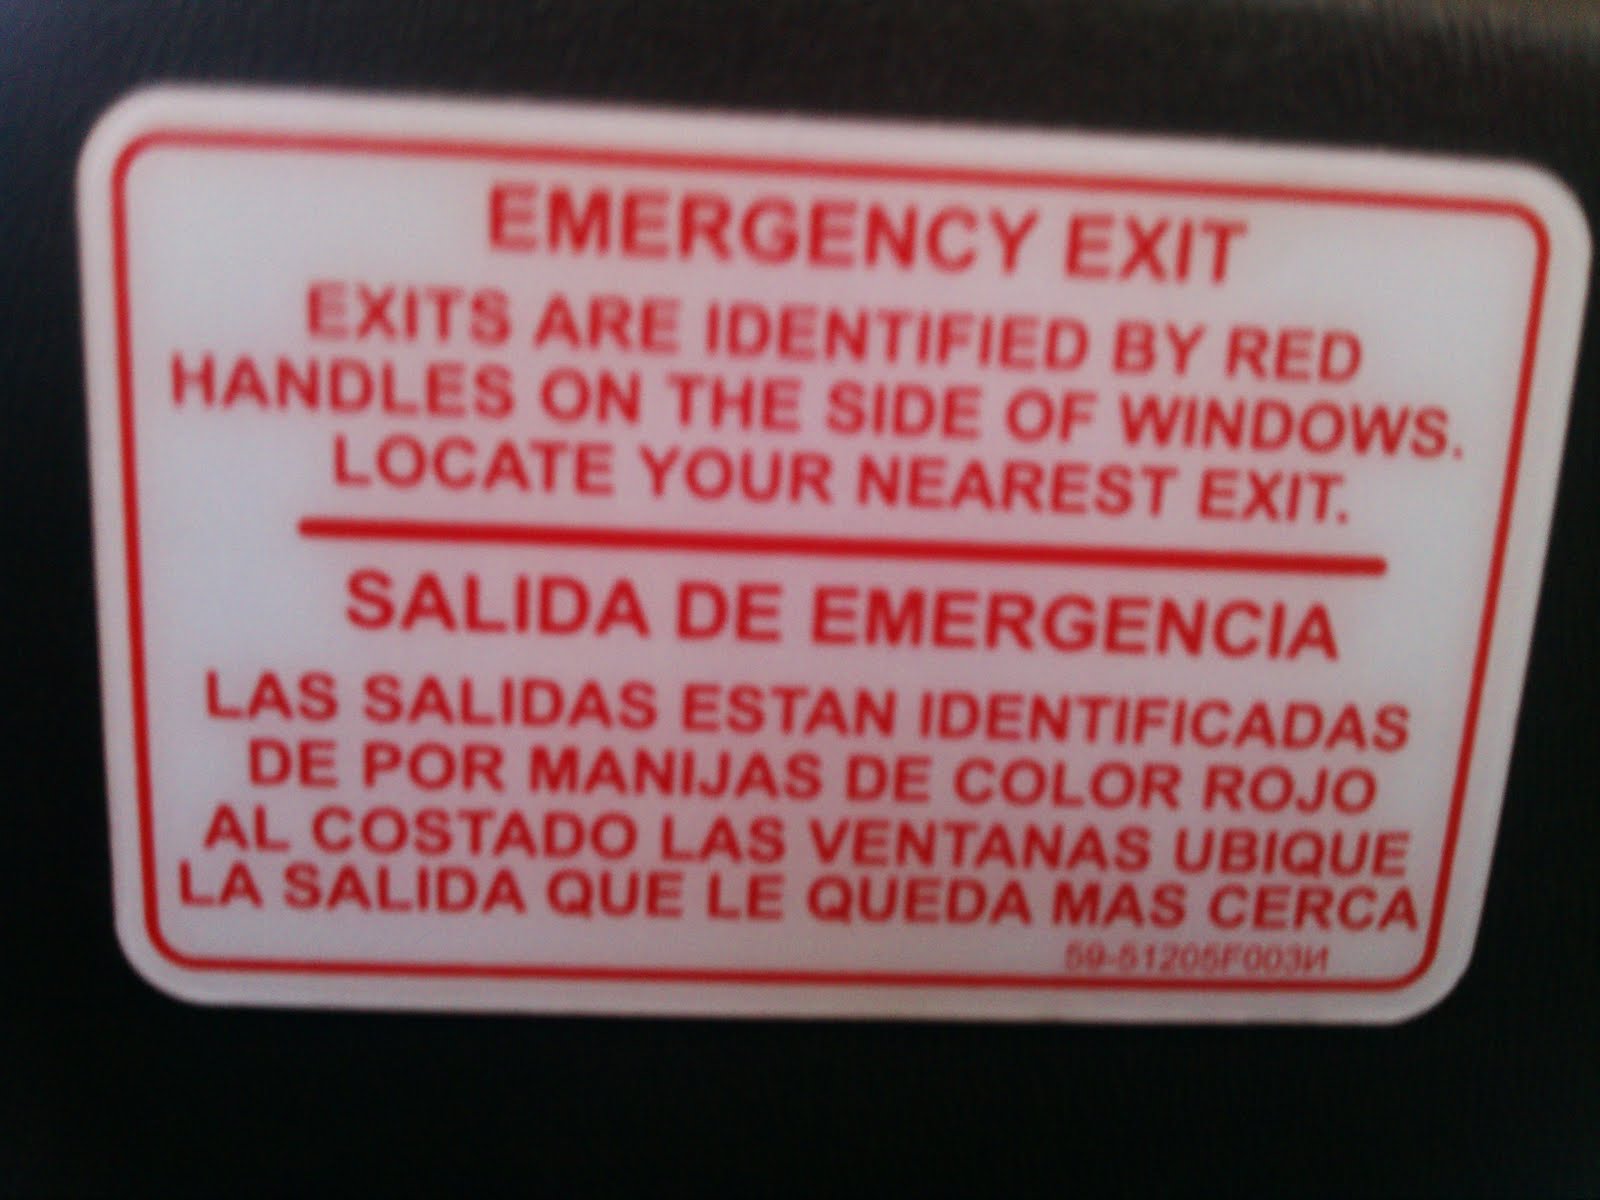 EMERGENCY EXIT
EXITS ARE IDENTIFIED BY RED
HANDLES ON THE SIDE OF WINDOWS.
LOCATE YOUR NEAREST EXIT.
SALIDA DE EMERGENCIA
LAS SALIDAS ESTAN IDENTIFICADAS
DE POR MANIJAS DE COLOR ROJO
AL COSTADO LAS VENTANAS UBIQUE
LA SALIDA QUE LE QUEDA MAS CERCA
59-51205F003И